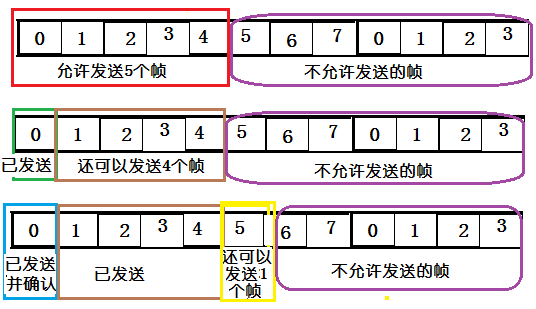 0 1 2 3 4 5 6 7 0 1 2 3
允许发送5个帧 不允许发送的帧
0 1 2 3 4 5 6 7 0 1 2 3
已发送 还可以发送4个帧 不允许发送的帧
0 1 2 3 4 5 6 7 0 1 2 3
已发送
并确认
已发送
还可以
发送1
个帧
不允许发送的帧